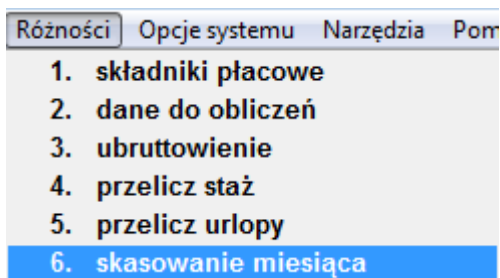 Różności Opcje systemu Narzędzia Pom
1. składniki płacowe
2. dane do obliczeń
3. ubruttowienie
4. przelicz staż
5. przelicz urlopy
6. skasowanie miesiąca